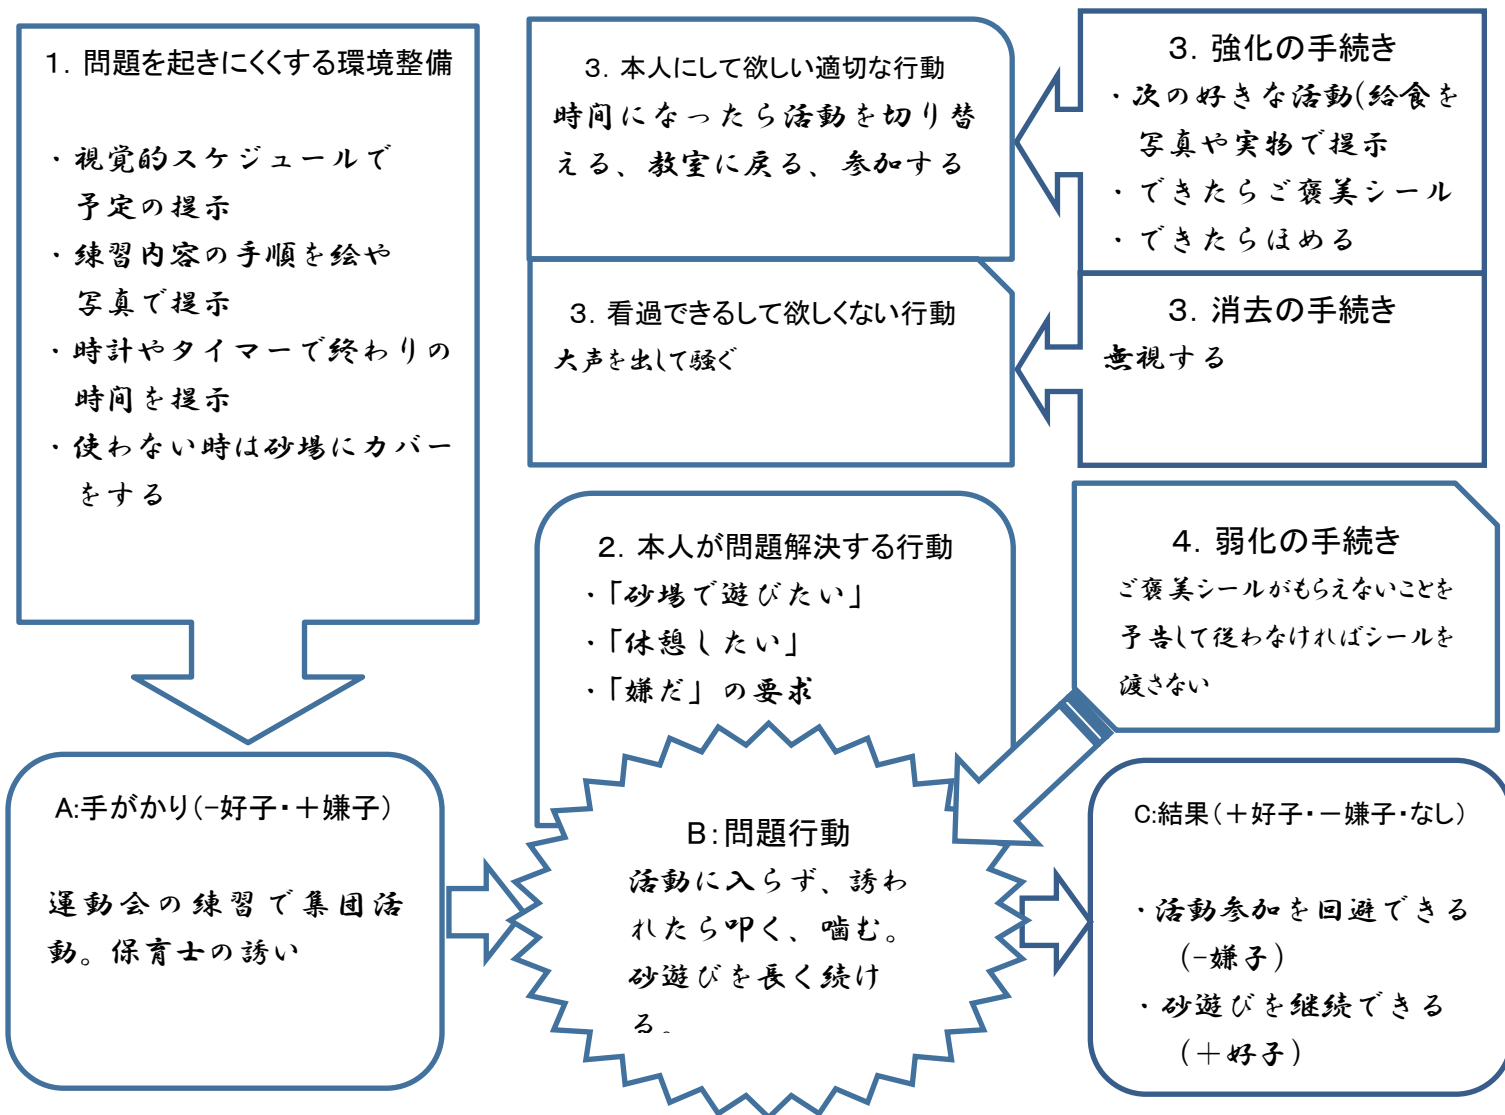 1．問題を起きにくくする環境整備
・視覚的スケジュールで
予定の提示
・練習内容の手順を絵や
写真で提示
・時計やタイマーで終わりの
時間を提示
・使わない時は砂場にカバー
をする
3．本人にして欲しい適切な行動
時間になったら活動を切り替
える、教室に戻る、参加する
3．強化の手続き
・次の好きな活動(給食を
写真や実物で提示
・できたらご褒美シール
・できたらほめる
3．看過できるして欲しくない行動
大声を出して騒ぐ
3．消去の手続き
無視する
2．本人が問題解決する行動
・「砂場で遊びたい」
・「休憩したい」
・「嫌だ」の要求
4．弱化の手続き
ご褒美シールがもらえないことを
予告して従わなければシールを
渡さない
A:手がかり（−好子・＋嫌子）
運動会の練習で集団活
動。保育士の誘い
B：問題行動
活動に入らず、誘わ
れたら叩く、噛む。
砂遊びを長く続け
る。
C:結果（＋好子・－嫌子・なし）
・活動参加を回避できる
（-嫌子）
・砂遊びを継続できる
（＋好子）